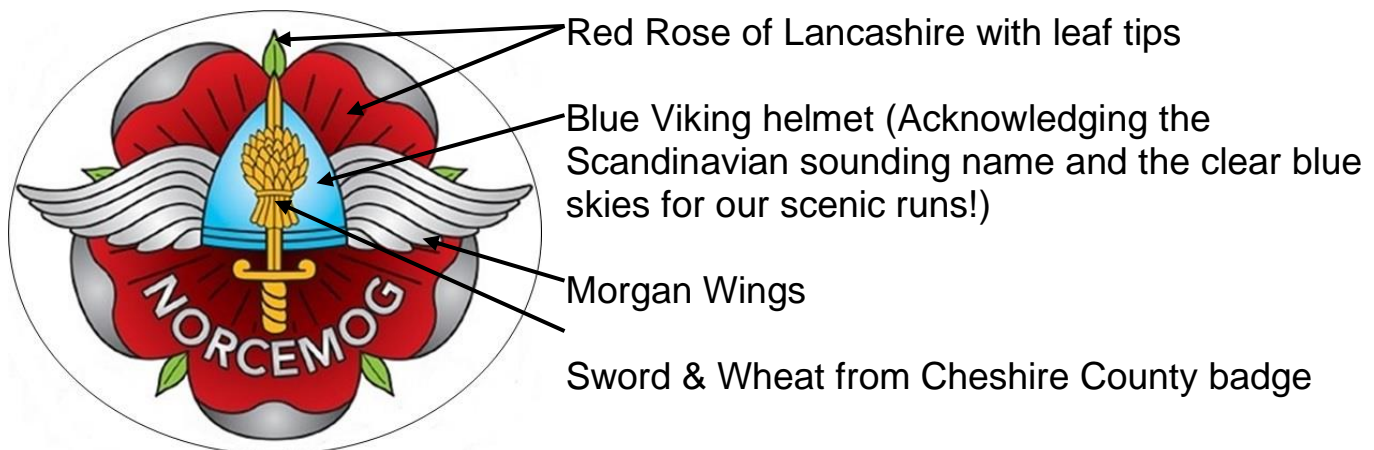 Red Rose of Lancashire with leaf tips
Blue Viking helmet (Acknowledging the
Scandinavian sounding name and the clear blue
skies for our scenic runs!)
Morgan Wings
Sword & Wheat from Cheshire County badge
NORCEMOG